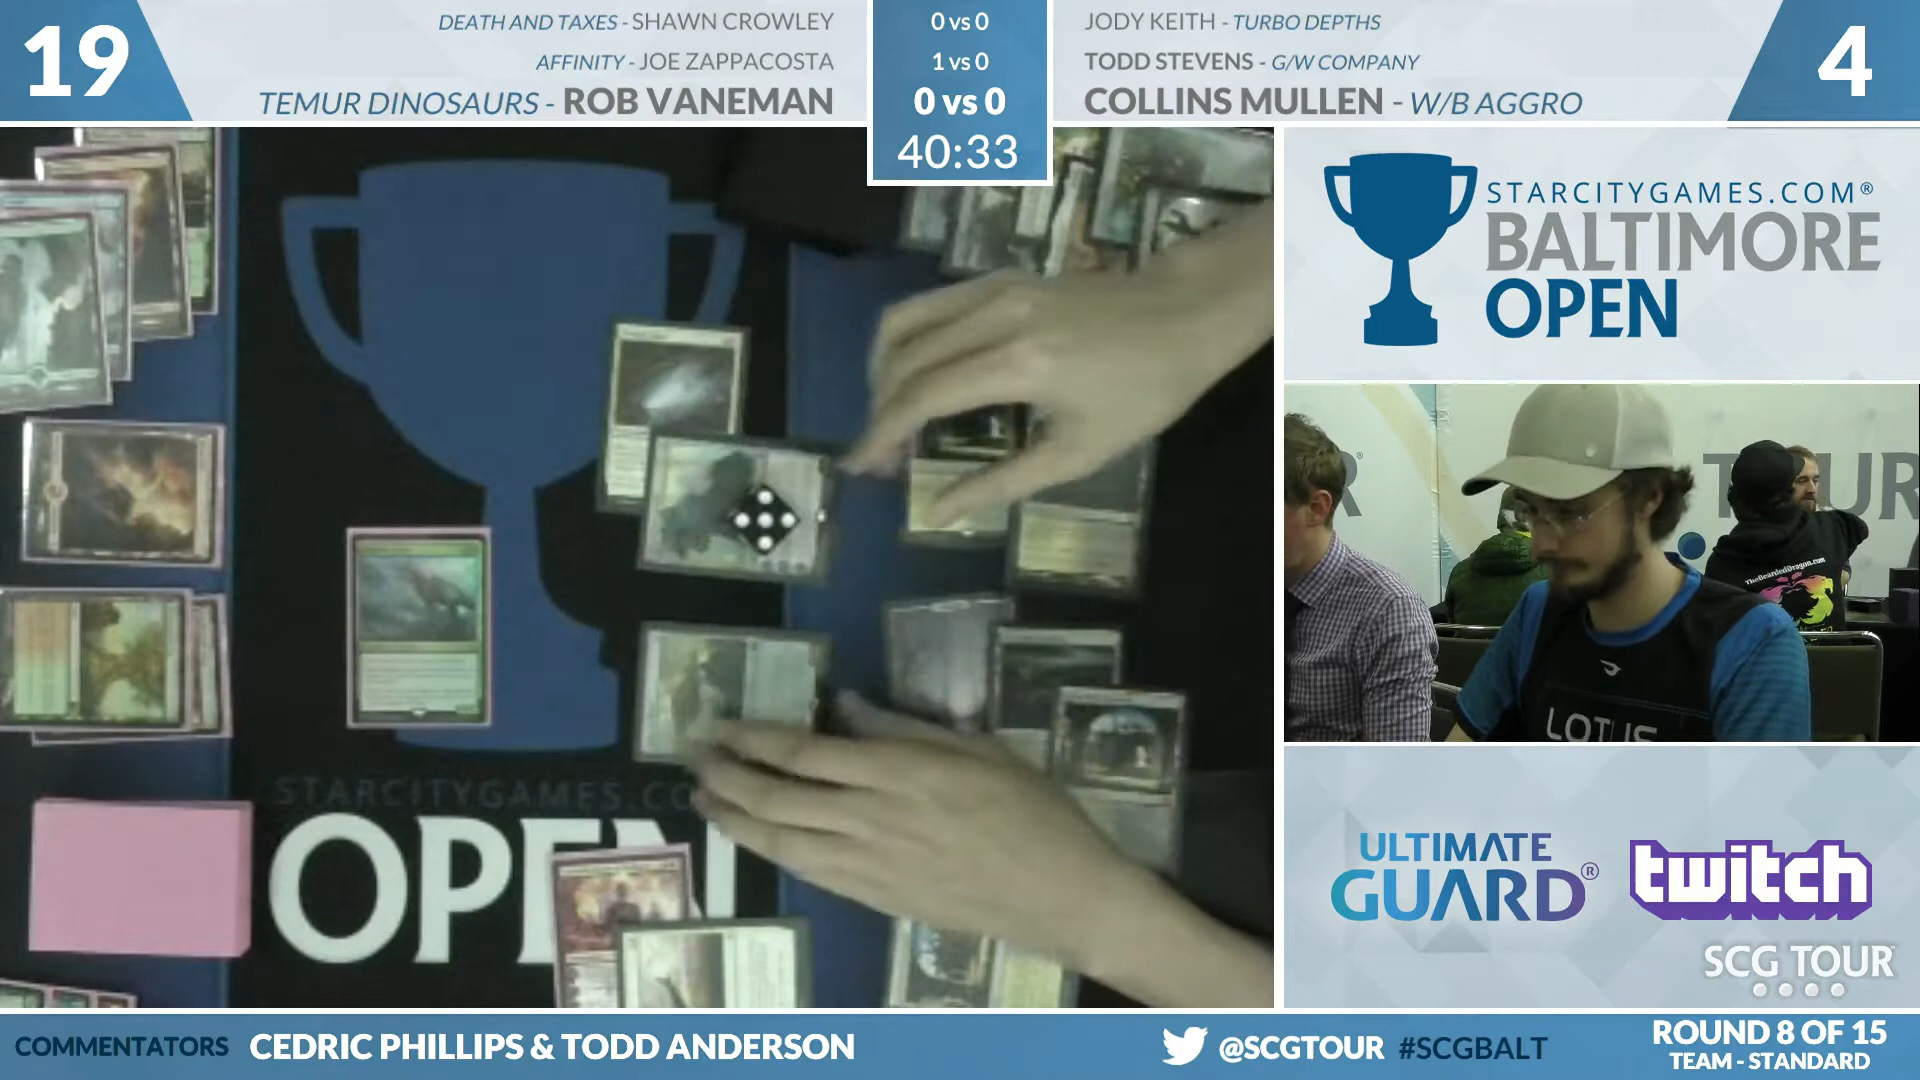 19
DEATH AND TAXES - SHAWN CROWLEY
0 vs 0
JODY KEITH - TURBO DEPTHS
4
AFFINITY - JOE ZAPPACOSTA
1 vs 0
TODD STEVENS - G/W COMPANY
TEMUR DINOSAURS - ROB VANEMAN
0 vs 0
COLLINS MULLEN - W/B AGGRO
40:33
STARCITYGAMES.COM®
BALTIMORE
OPEN
STARCITYGAMES.CO
OPEN
TheBeardedDragon.com
LOTUS
ULTIMATE
GUARD®
twitch
SCG TOUR
COMMENTATORS CEDRIC PHILLIPS & TODD ANDERSON
@SCGTOUR #SCGBALT
ROUND 8 OF 15
TEAM - STANDARD